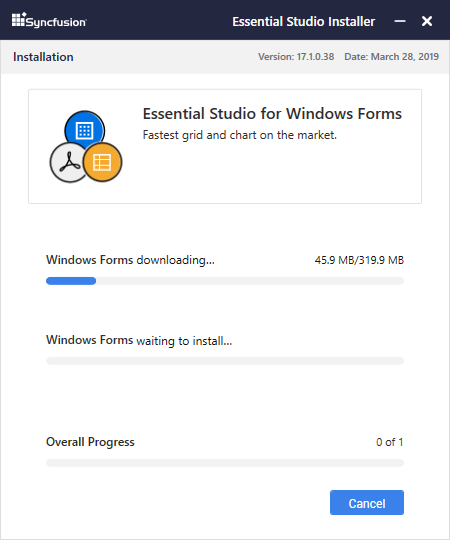 Syncfusion® Essential Studio Installer
Installation Version: 17.1.0.38 Date: March 28, 2019
Essential Studio for Windows Forms
Fastest grid and chart on the market.
Windows Forms downloading... 45.9 MB/319.9 MB
Windows Forms waiting to install...
Overall Progress 0 of 1
Cancel